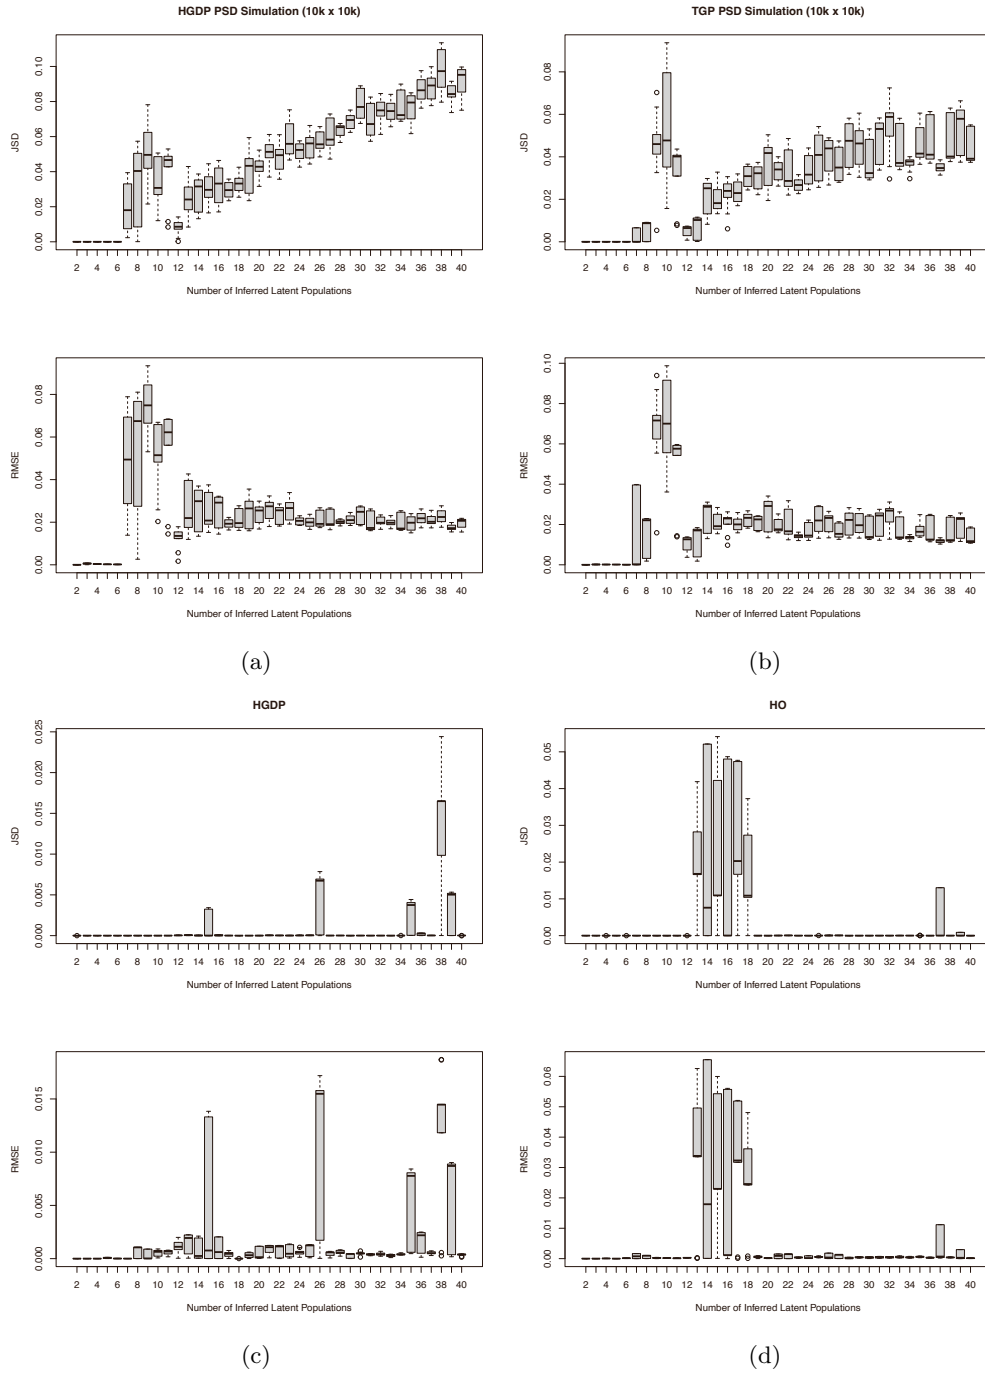 HGDP PSD Simulation (10k x 10k)
JSD
0.00 0.02 0.04 0.06 0.08 0.10
2 4 6 8 10 12 14 16 18 20 22 24 26 28 30 32 34 36 38 40
Number of Inferred Latent Populations
RMSE
0.00 0.02 0.04 0.06 0.08
2 4 6 8 10 12 14 16 18 20 22 24 26 28 30 32 34 36 38 40
Number of Inferred Latent Populations
(a)
TGP PSD Simulation (10k x 10k)
JSD
0.00 0.02 0.04 0.06 0.08
2 4 6 8 10 12 14 16 18 20 22 24 26 28 30 32 34 36 38 40
Number of Inferred Latent Populations
RMSE
0.00 0.02 0.04 0.06 0.08 0.10
2 4 6 8 10 12 14 16 18 20 22 24 26 28 30 32 34 36 38 40
Number of Inferred Latent Populations
(b)
HGDP
JSD
0.000 0.005 0.010 0.015 0.020 0.025
2 4 6 8 10 12 14 16 18 20 22 24 26 28 30 32 34 36 38 40
Number of Inferred Latent Populations
RMSE
0.000 0.005 0.010 0.015
2 4 6 8 10 12 14 16 18 20 22 24 26 28 30 32 34 36 38 40
Number of Inferred Latent Populations
(c)
HO
JSD
0.00 0.01 0.02 0.03 0.04 0.05
2 4 6 8 10 12 14 16 18 20 22 24 26 28 30 32 34 36 38 40
Number of Inferred Latent Populations
RMSE
0.00 0.01 0.02 0.03 0.04 0.05 0.06
2 4 6 8 10 12 14 16 18 20 22 24 26 28 30 32 34 36 38 40
Number of Inferred Latent Populations
(d)